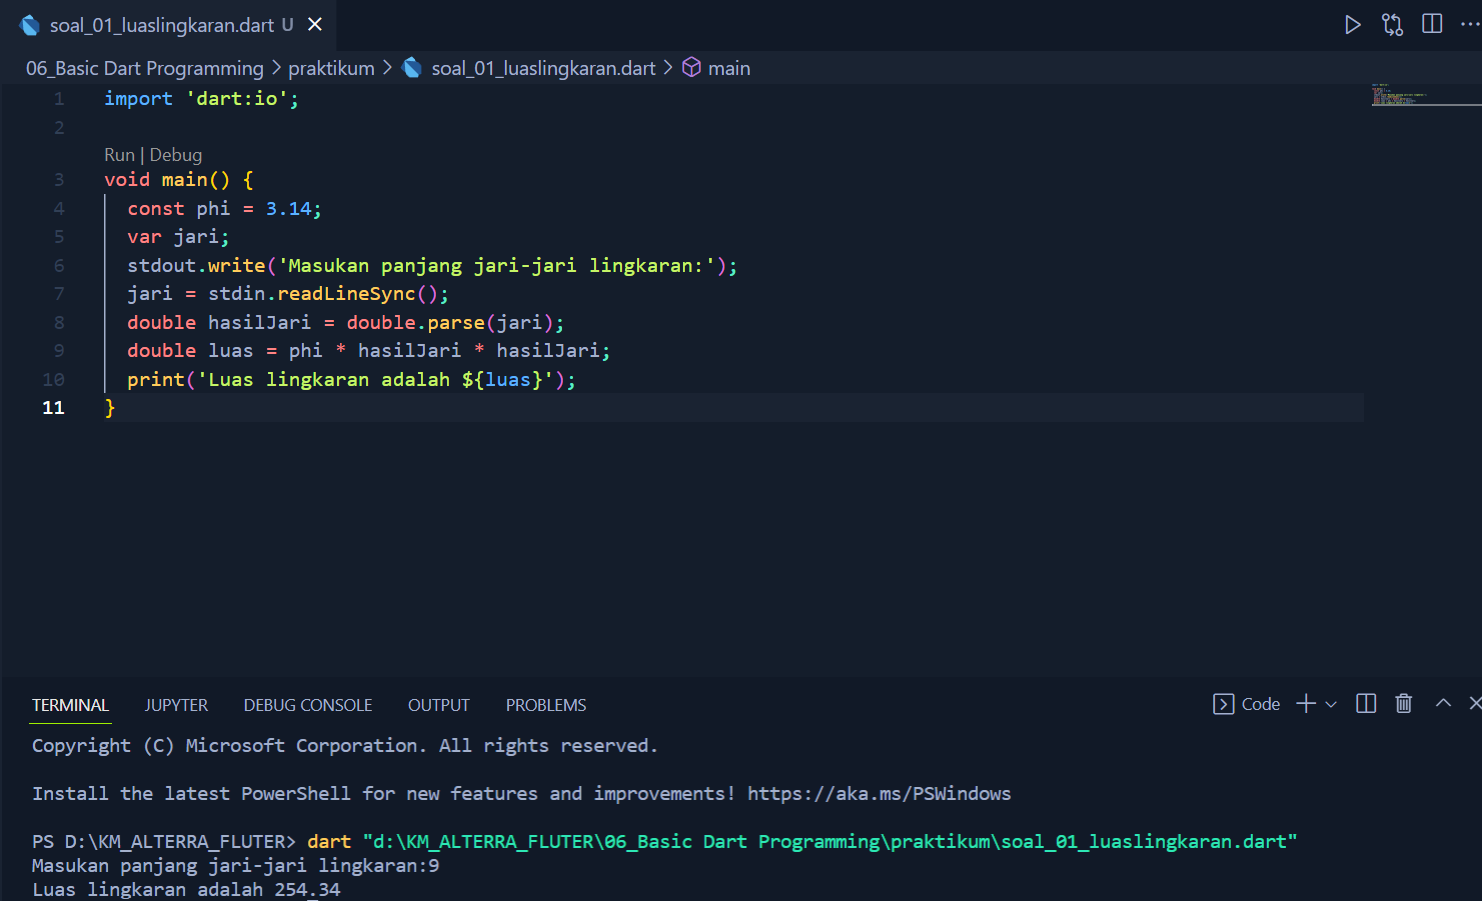 soal_01_luaslingkaran.dart U
06_Basic Dart Programming > praktikum > soal_01_luaslingkaran.dart > main
1 import 'dart:io';
2
Run | Debug
3 void main() {
4 const phi = 3.14;
5 var jari;
6 stdout.write('Masukan panjang jari-jari lingkaran:');
7 jari = stdin.readLineSync();
8 double hasilJari = double.parse(jari);
9 double luas = phi * hasilJari * hasilJari;
10 print('Luas lingkaran adalah ${luas}');
11 }
TERMINAL JUPYTER DEBUG CONSOLE OUTPUT PROBLEMS Code
Copyright (C) Microsoft Corporation. All rights reserved.
Install the latest PowerShell for new features and improvements! https://aka.ms/PSWindows
PS D:\KM_ALTERRA_FLUTER> dart "d:\KM_ALTERRA_FLUTER\06_Basic Dart Programming\praktikum\soal_01_luaslingkaran.dart"
Masukan panjang jari-jari lingkaran:9
Luas lingkaran adalah 254.34